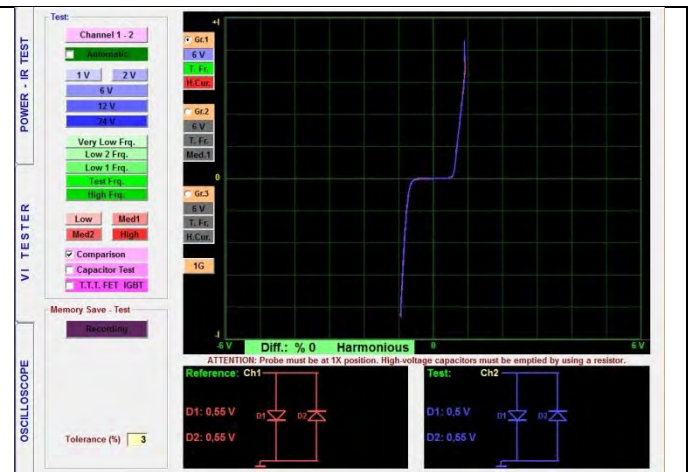 POWER - IR TEST
VI TESTER
OSCILLOSCOPE
Test:
Channel 1 - 2
Automatic
1 V 2 V
6 V
12 V
24 V
Very Low Frq.
Low 2 Frq.
Low 1 Frq.
Test Frq.
High Frq.
Low Med1
Med2 High
Comparison
Capacitor Test
T.T.T. FET IGBT
Memory Save - Test
Recording
Tolerance (%) 3
+I
Gr.1
6 V
T. Fr.
H.Cur.
Gr.2
6 V
T. Fr.
Med.1
0
Gr.3
6 V
T. Fr.
H.Cur.
1G
-I
-6 V Diff.: % 0 Harmonious 0 6 V
ATTENTION: Probe must be at 1X position. High-voltage capacitors must be emptied by using a resistor.
Reference: Ch1
D1: 0,55 V D1 D2
D2: 0,55 V
Test: Ch2
D1: 0,5 V D1 D2
D2: 0,55 V